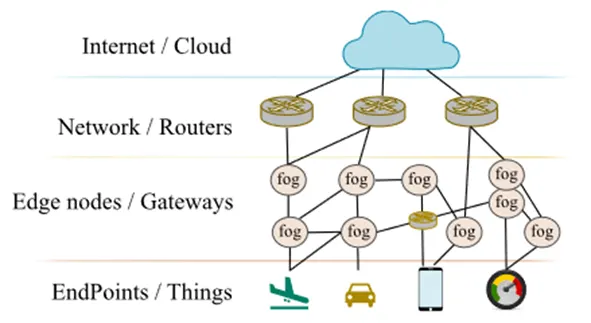 Internet / Cloud
Network / Routers
Edge nodes / Gateways
fog fog fog fog
fog
fog fog fog fog
EndPoints / Things